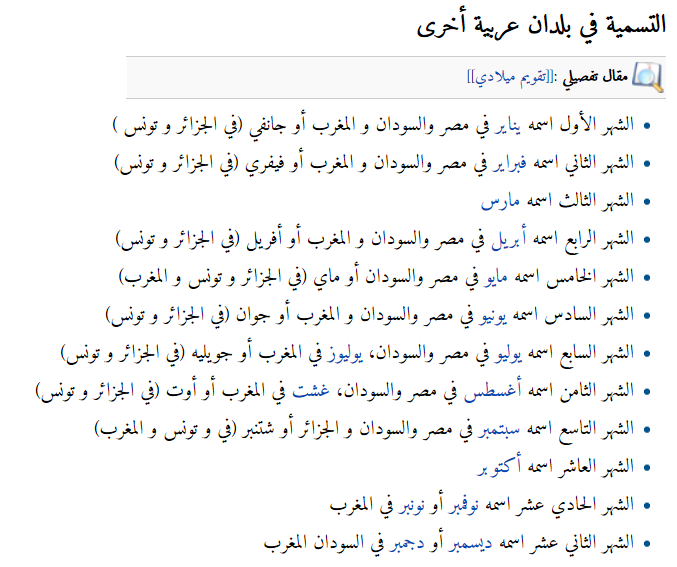 التسمية في بلدان عربية أخرى
مقال تفصيلي :[[تقويم ميلادي]]
الشهر الأول اسمه يناير في مصر والسودان و المغرب أو جانفي (في الجزائر و تونس )
الشهر الثاني اسمه فبراير في مصر والسودان و المغرب أو فيفري (في الجزائر و تونس)
الشهر الثالث اسمه مارس
الشهر الرابع اسمه أبريل في مصر والسودان و المغرب أو أفريل (في الجزائر و تونس)
الشهر الخامس اسمه مايو في مصر والسودان أو ماي (في الجزائر و تونس و المغرب)
الشهر السادس اسمه يونيو في مصر والسودان و المغرب أو جوان (في الجزائر و تونس)
الشهر السابع اسمه يوليو في مصر والسودان، يوليوز في المغرب أو جويليه (في الجزائر و تونس)
الشهر الثامن اسمه أغسطس في مصر والسودان، غشت في المغرب أو أوت (في الجزائر و تونس)
الشهر التاسع اسمه سبتمبر في مصر والسودان و الجزائر أو شتنبر (في و تونس و المغرب)
الشهر العاشر اسمه أكتو بر
الشهر الحادي عشر اسمه نوفمبر أو نونبر في المغرب
الشهر الثاني عشر اسمه ديسمبر أو دجمبر في السودان المغرب